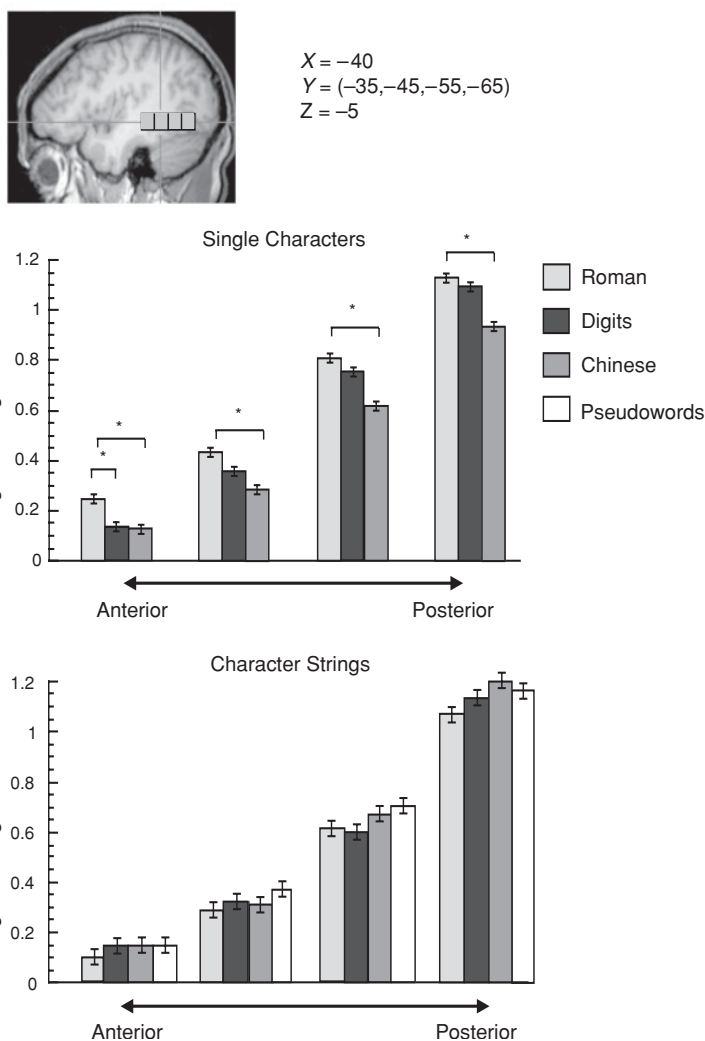 X = –40
Y = (–35,–45,–55,–65)
Z = –5
Single Characters
1.2
1
0.8
0.6
0.4
0.2
0
*
*
*
*
*
Roman
Digits
Chinese
Pseudowords
Anterior
Posterior
Character Strings
1.2
1
0.8
0.6
0.4
0.2
0
Anterior
Posterior